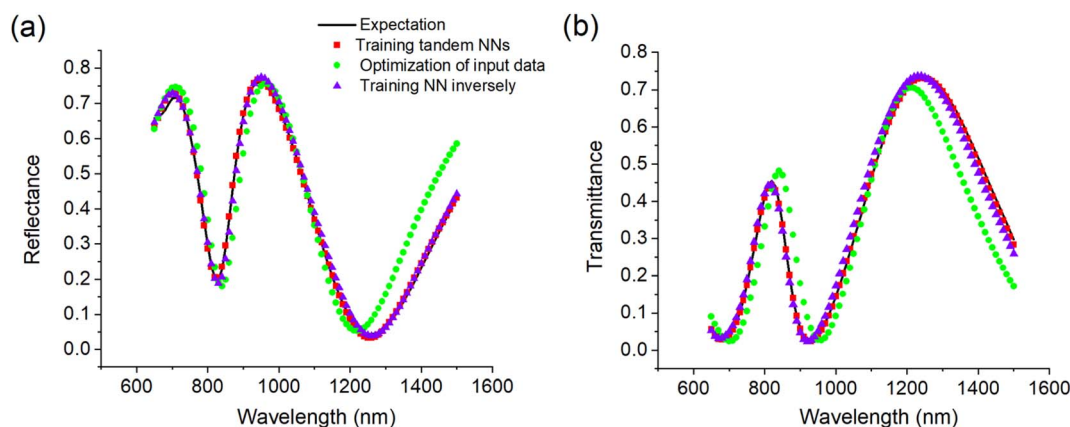 (a)
Expectation
Training tandem NNs
Optimization of input data
Training NN inversely
0.8
0.7
0.6
0.5
0.4
0.3
0.2
0.1
0.0
Reflectance
600 800 1000 1200 1400 1600
Wavelength (nm)
(b)
0.8
0.7
0.6
0.5
0.4
0.3
0.2
0.1
0.0
Transmittance
600 800 1000 1200 1400 1600
Wavelength (nm)